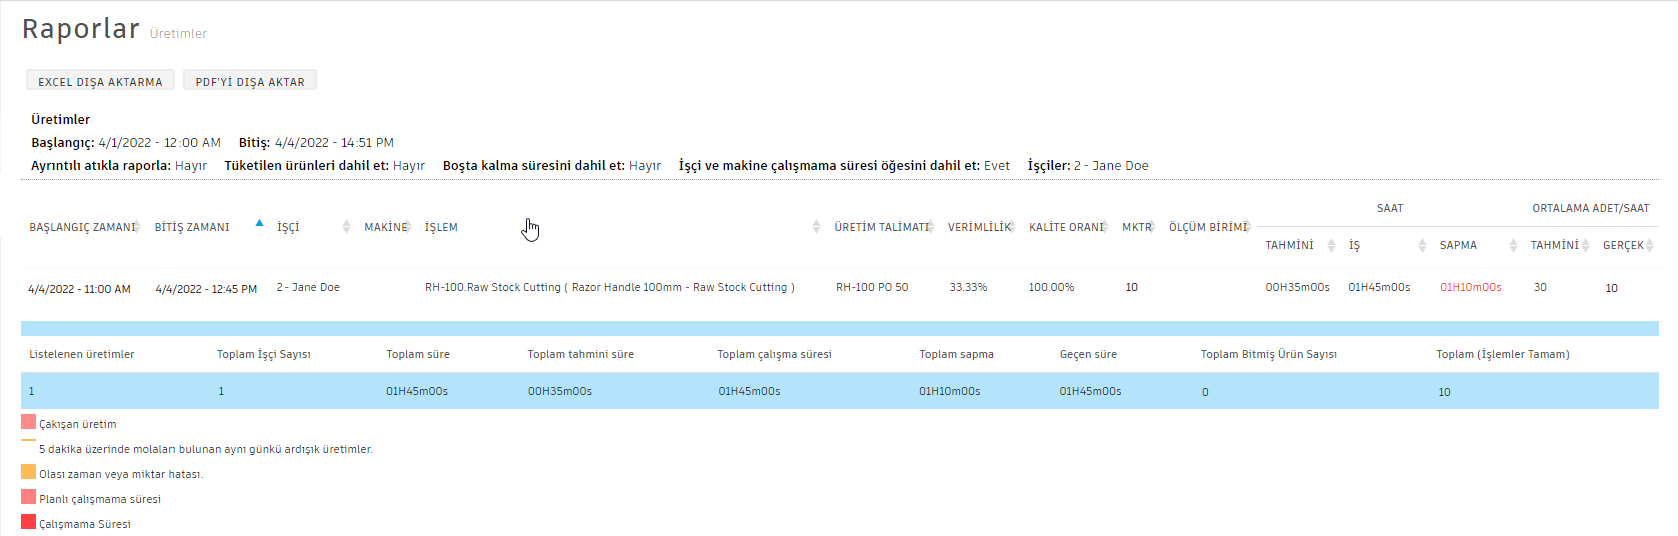 Raporlar Üretimler
EXCEL DIŞA AKTARMA PDF'Yİ DIŞA AKTAR
Üretimler
Başlangıç: 4/1/2022 - 12:00 AM Bitiş: 4/4/2022 - 14:51 PM
Ayrıntılı atıkla raporla: Hayır Tüketilen ürünleri dahil et: Hayır Boşta kalma süresini dahil et: Hayır İşçi ve makine çalışmama süresi öğesini dahil et: Evet İşçiler: 2 - Jane Doe
SAAT ORTALAMA ADET/SAAT
BAŞLANGIÇ ZAMANI BİTİŞ ZAMANI İŞÇİ MAKİNE İŞLEM ÜRETİM TALİMATI VERİMLİLİK KALİTE ORANI MKTR ÖLÇÜM BİRİMİ
TAHMİNİ İŞ SAPMA TAHMİNİ GERÇEK
4/4/2022 - 11:00 AM 4/4/2022 - 12:45 PM 2 - Jane Doe RH-100.Raw Stock Cutting ( Razor Handle 100mm - Raw Stock Cutting ) RH-100 PO 50 33.33% 100.00% 10 00H35m00s 01H45m00s 01H10m00s 30 10
Listelenen üretimler Toplam İşçi Sayısı Toplam süre Toplam tahmini süre Toplam çalışma süresi Toplam sapma Geçen süre Toplam Bitmiş Ürün Sayısı Toplam (İşlemler Tamam)
1 1 01H45m00s 00H35m00s 01H45m00s 01H10m00s 01H45m00s 0 10
Çakışan üretim
5 dakika üzerinde molaları bulunan aynı günkü ardışık üretimler.
Olası zaman veya miktar hatası.
Planlı çalışmama süresi
Çalışmama Süresi